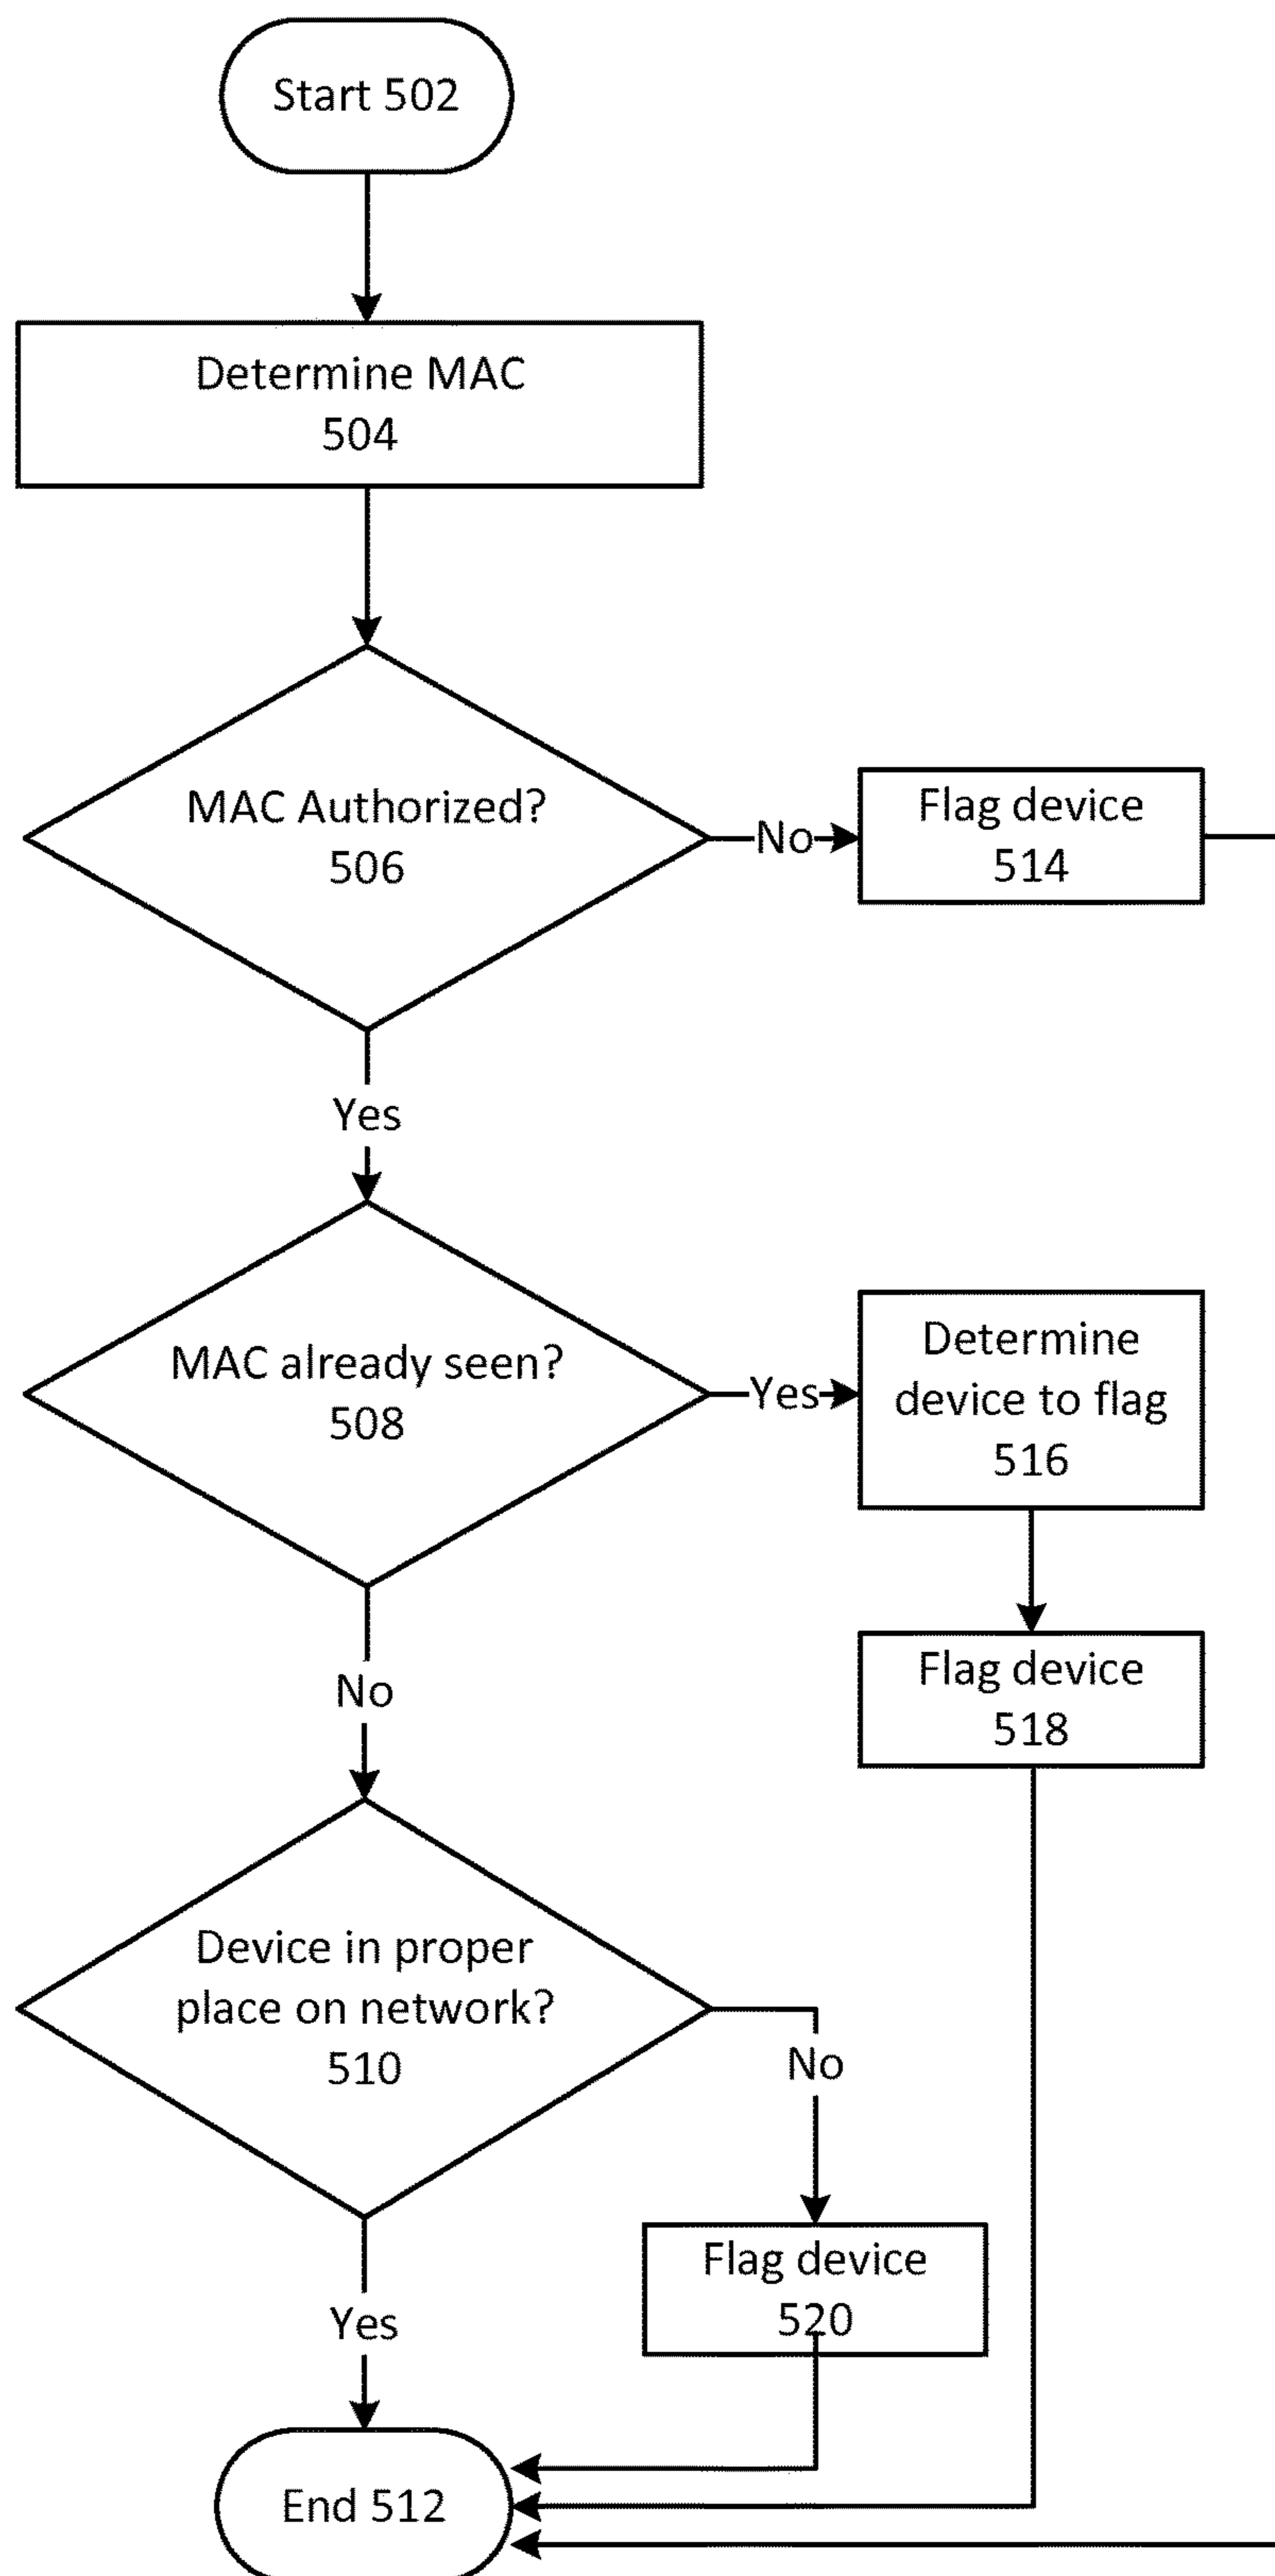 Start 502
Determine MAC
504
MAC Authorized?
506
No
Flag device
514
Yes
MAC already seen?
508
Yes
Determine
device to flag
516
Flag device
518
No
Device in proper
place on network?
510
No
Flag device
520
Yes
End 512